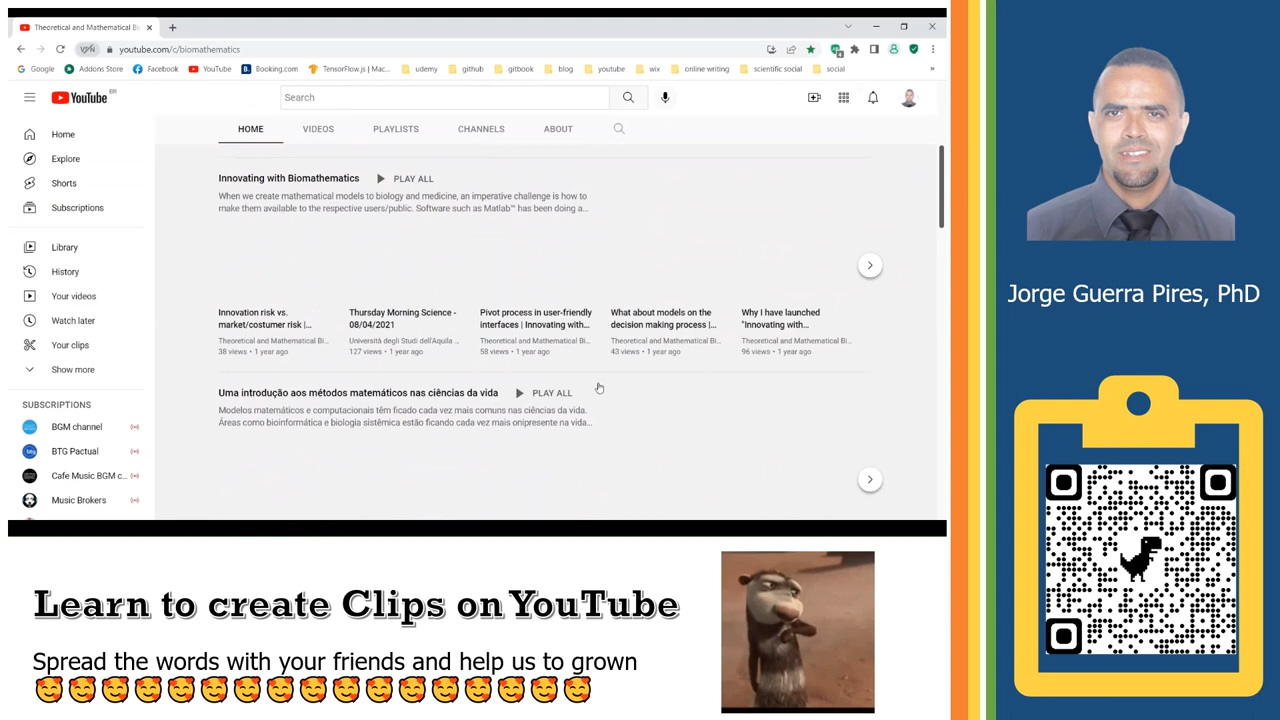 Theoretical and Mathematical Bi
youtube.com/c/biomathematics
Google
Addons Store
Facebook
YouTube
Booking.com
TensorFlow.js | Mac...
udemy
github
gitbook
blog
youtube
wix
online writing
scientific social
social
»
YouTube BR
Search
HOME
VIDEOS
PLAYLISTS
CHANNELS
ABOUT
Home
Explore
Shorts
Subscriptions
Library
History
Your videos
Watch later
Your clips
Show more
SUBSCRIPTIONS
BGM channel
BTG Pactual
Cafe Music BGM c...
Music Brokers
Innovating with Biomathematics
PLAY ALL
When we create mathematical models to biology and medicine, an imperative challenge is how to
make them available to the respective users/public. Software such as Matlab™ has been doing a...
Innovation risk vs.
market/costumer risk |...
Theoretical and Mathematical Bi...
38 views • 1 year ago
Thursday Morning Science -
08/04/2021
Università degli Studi dell'Aquila ...
127 views • 1 year ago
Pivot process in user-friendly
interfaces | Innovating with...
Theoretical and Mathematical Bi...
58 views • 1 year ago
What about models on the
decision making process |...
Theoretical and Mathematical Bi...
43 views • 1 year ago
Why I have launched
"Innovating with...
Theoretical and Mathematical Bi...
96 views • 1 year ago
Uma introdução aos métodos matemáticos nas ciências da vida
PLAY ALL
Modelos matemáticos e computacionais têm ficado cada vez mais comuns nas ciências da vida.
Áreas como bioinformática e biologia sistêmica estão ficando cada vez mais onipresente na vida...
Jorge Guerra Pires, PhD
Learn to create Clips on YouTube
Spread the words with your friends and help us to grown
🥰🥰🥰🥰🥰🥰🥰🥰🥰🥰🥰🥰🥰🥰🥰🥰🥰